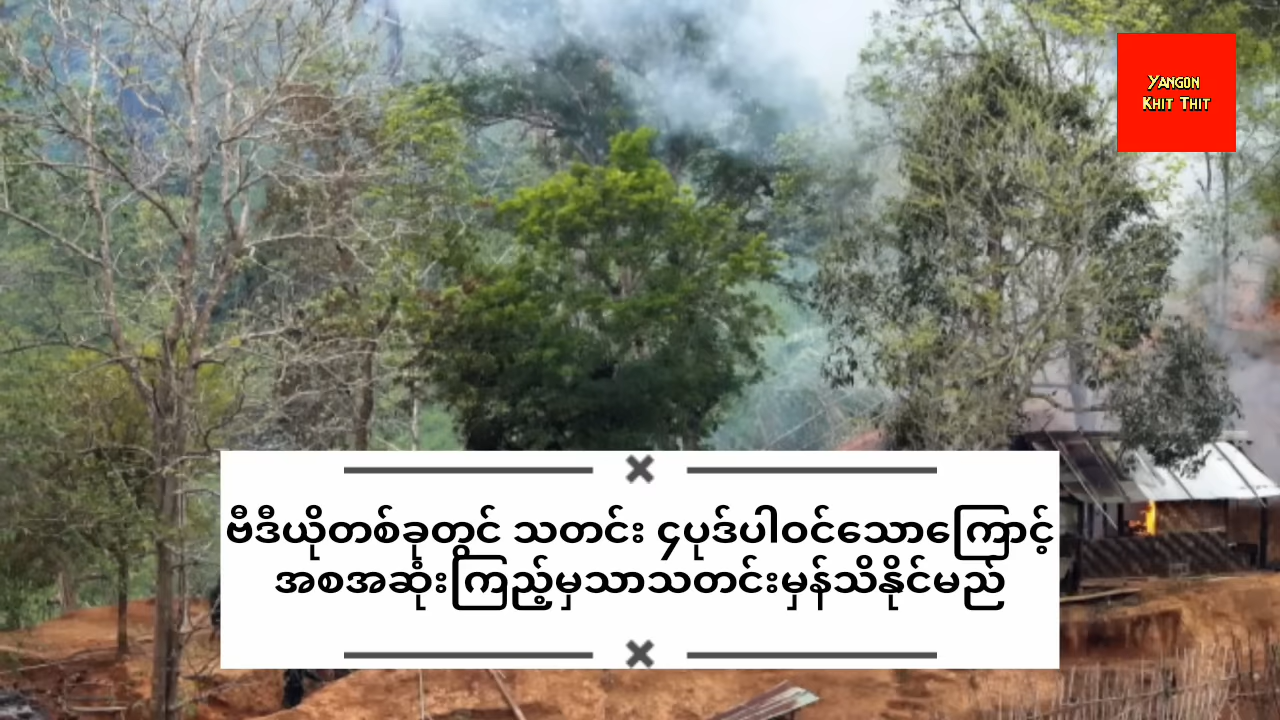 YANGON
KHIT THIT
ဗီဒီယိုတစ်ခုတွင် သတင်း ၄ပုဒ်ပါဝင်သောကြောင့်
အစအဆုံးကြည့်မှသာသတင်းမှန်သိနိုင်မည်